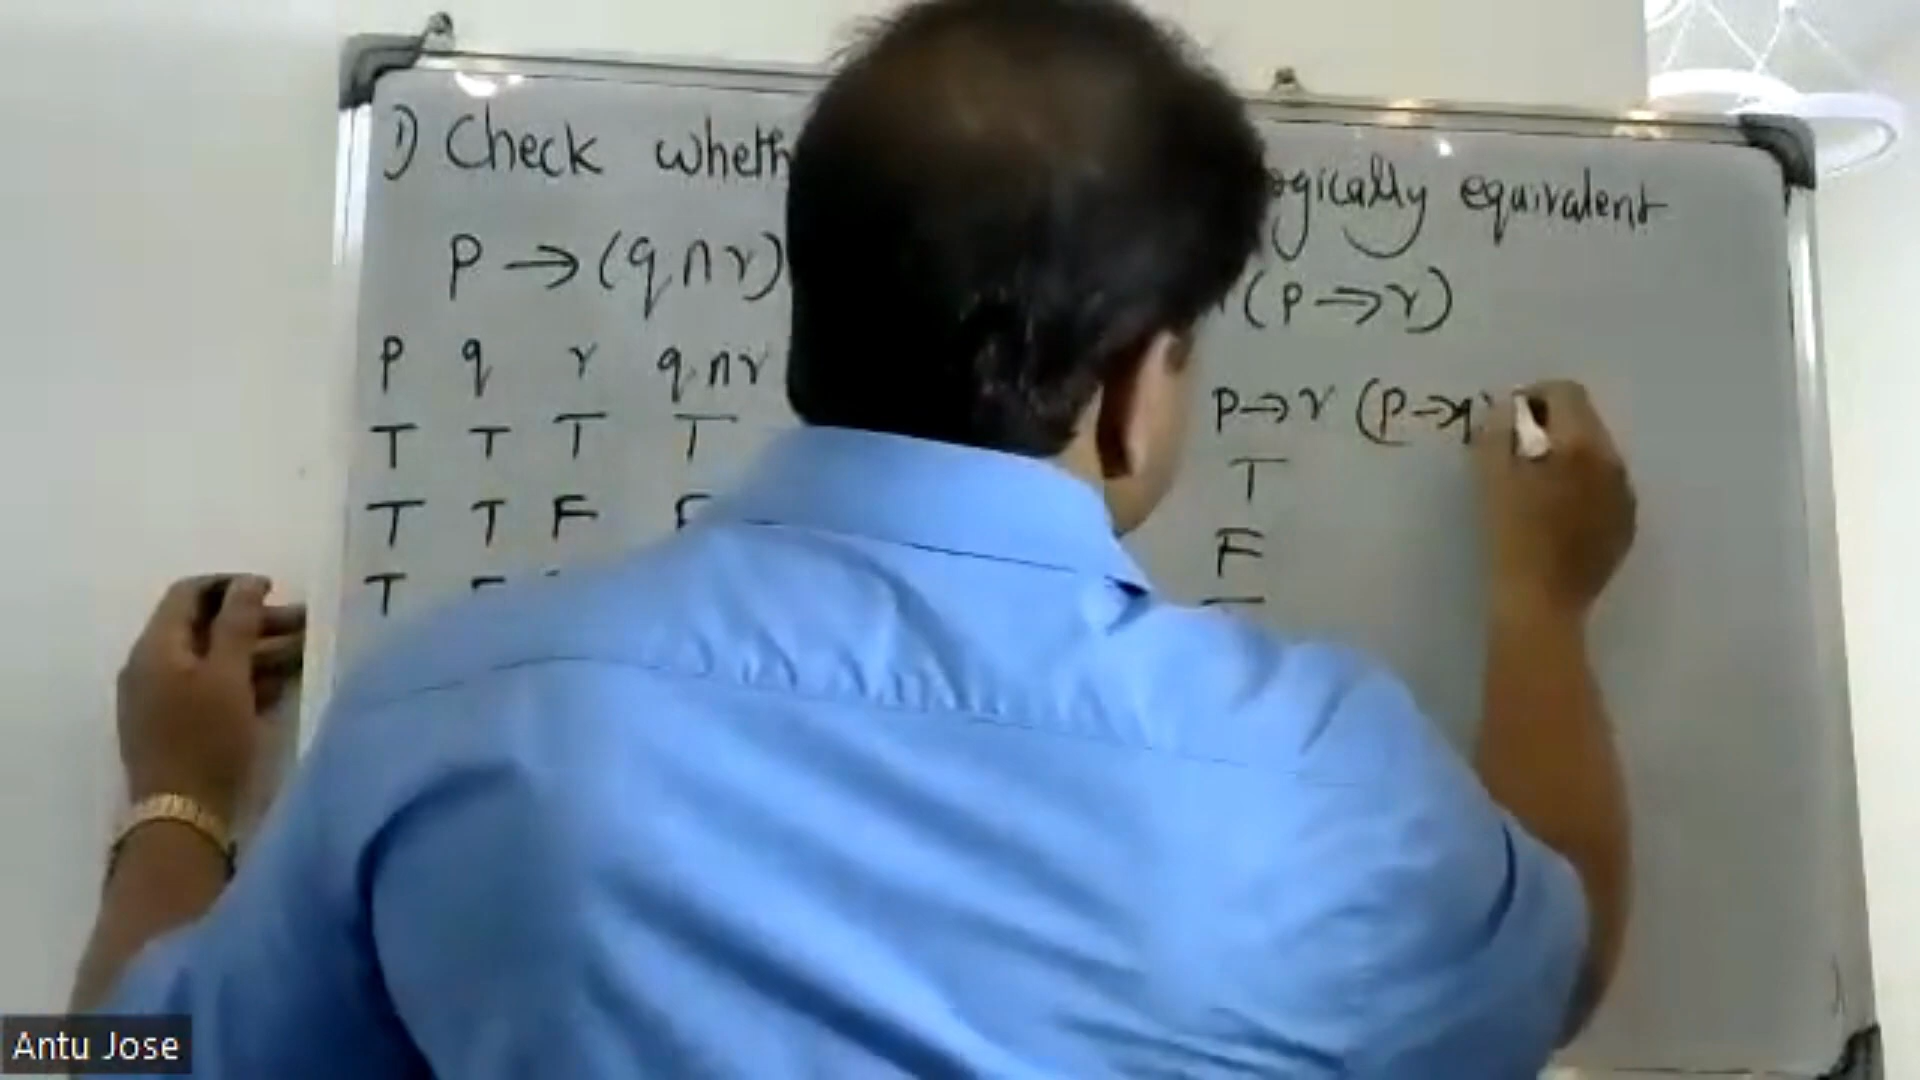 1) Check wheth ogically equivalent
P → (q ∩ r) (P → r)
P q r q ∩ r P → r (P → q
T T T T T
T T F F F
T
Antu Jose